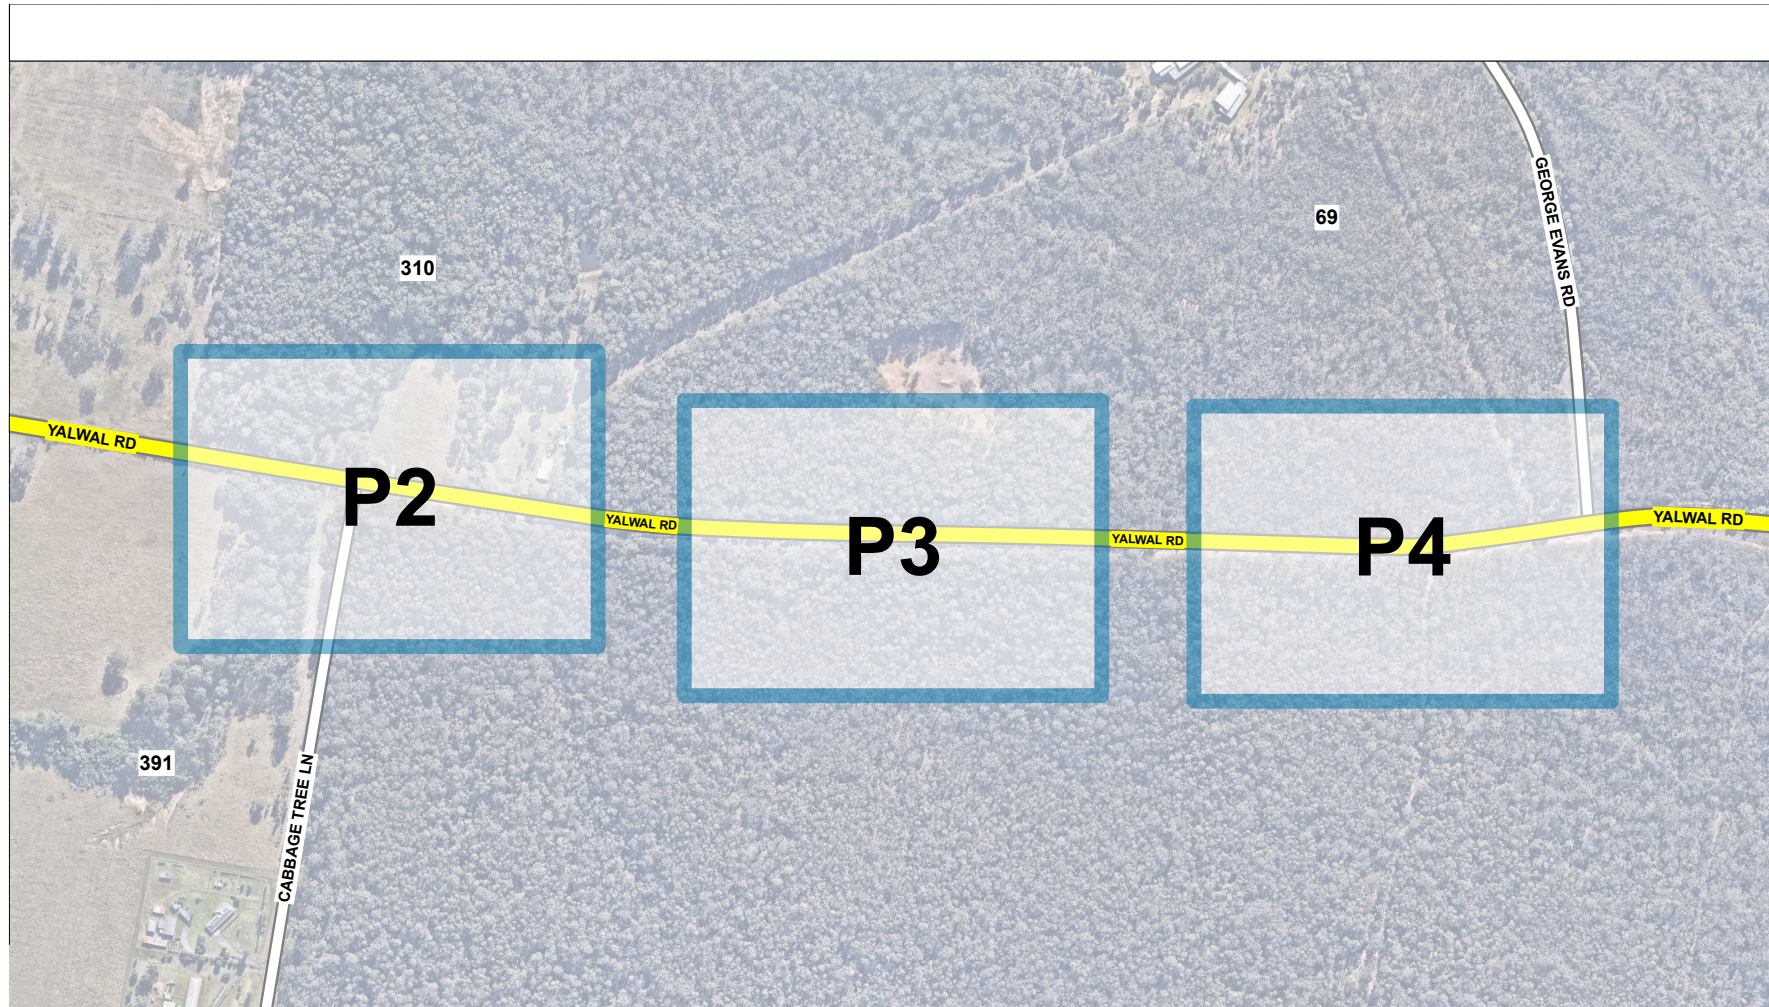 69
GEORGE EVANS RD
310
YALWAL RD
P2
YALWAL RD
P3
YALWAL RD
P4
YALWAL RD
391
CABBAGE TREE LN